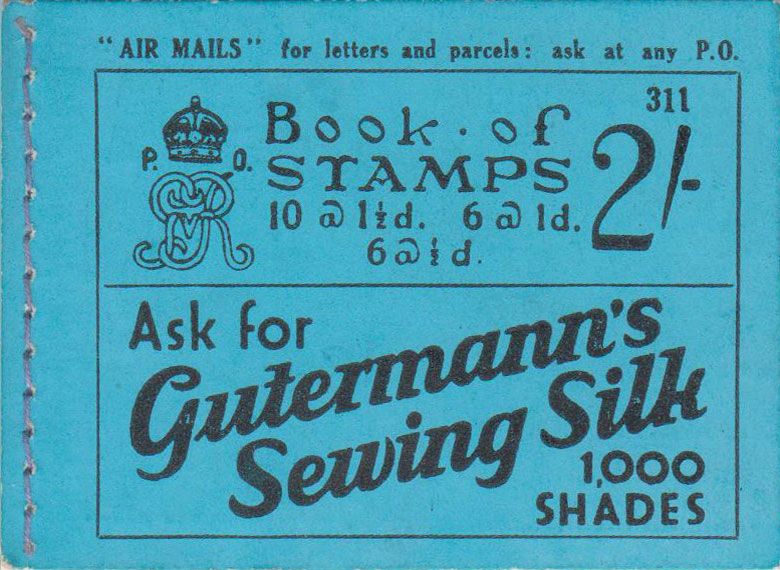 "AIR MAILS" for letters and parcels: ask at any P.O.
311
P. O.
Book · of
STAMPS
2/-
10 @ 1½d. 6 @ 1d.
6 @ ½d.
Ask for
Gutermann's
Sewing Silk
1,000
SHADES